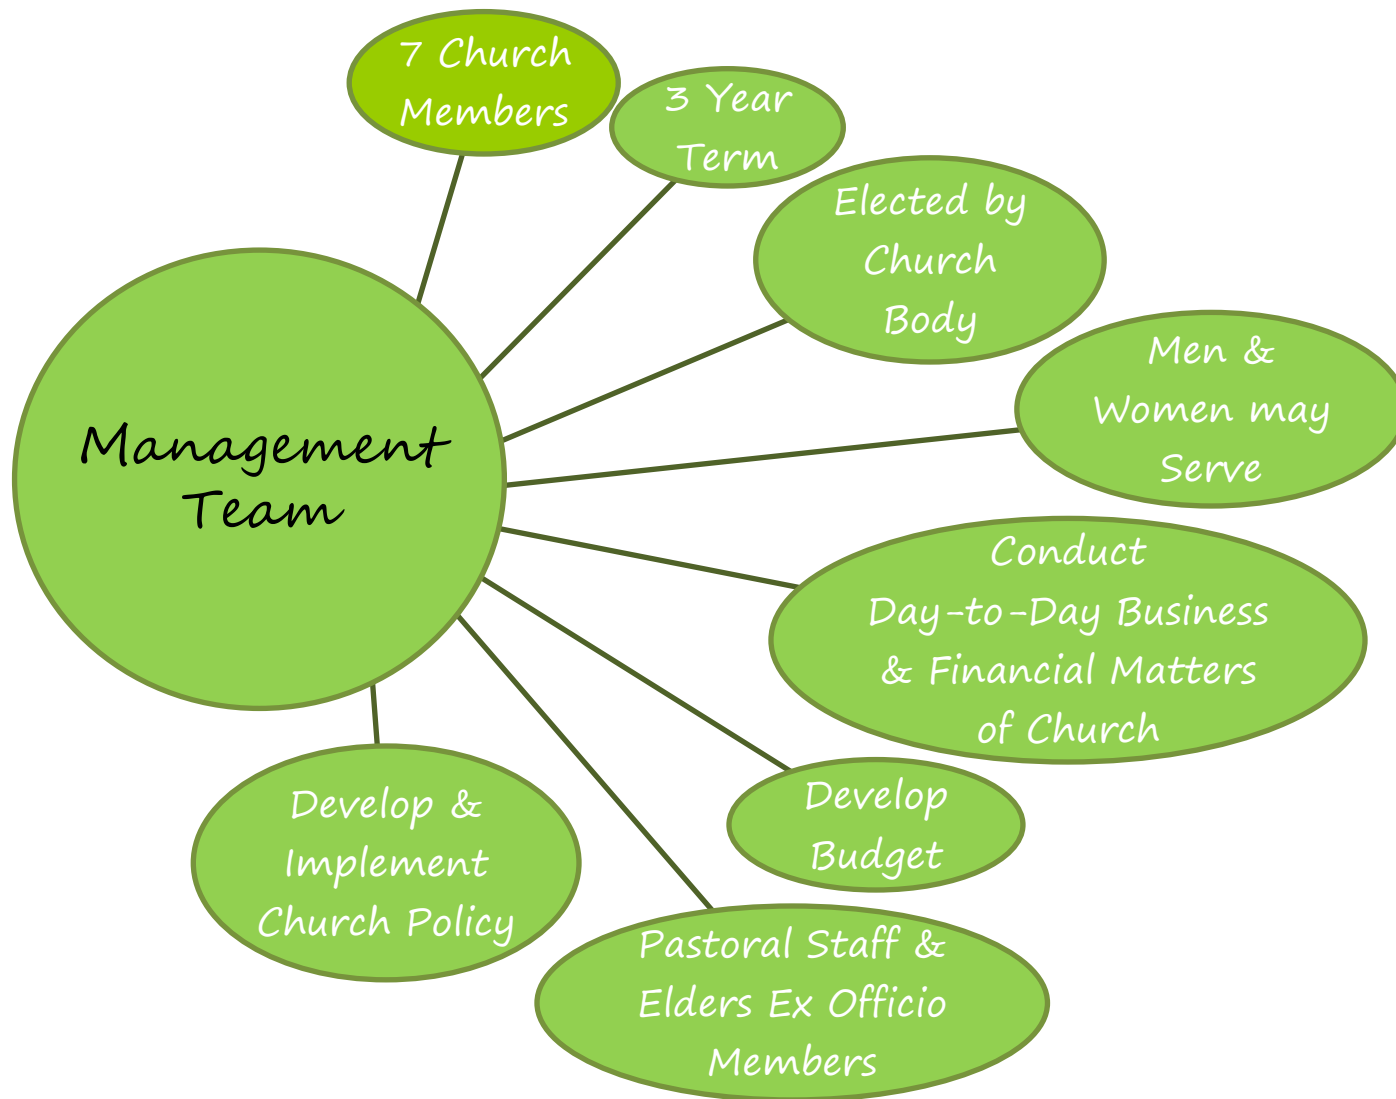 7 Church
Members
3 Year
Term
Elected by
Church
Body
Men &
Women may
Serve
Management
Team
Conduct
Day-to-Day Business
& Financial Matters
of Church
Develop
Budget
Develop &
Implement
Church Policy
Pastoral Staff &
Elders Ex Officio
Members